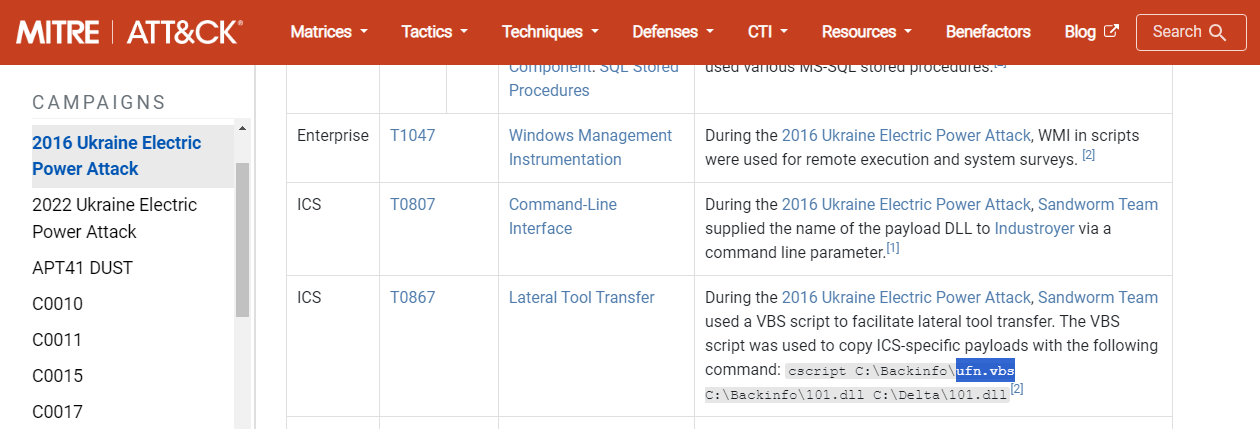 MITRE | ATT&CK®
Matrices Tactics Techniques Defenses CTI Resources Benefactors Blog Search
CAMPAIGNS
2016 Ukraine Electric
Power Attack
2022 Ukraine Electric
Power Attack
APT41 DUST
C0010
C0011
C0015
C0017
Component: SQL Stored
Procedures
used various MS-SQL stored procedures.
Enterprise
T1047
Windows Management
Instrumentation
During the 2016 Ukraine Electric Power Attack, WMI in scripts
were used for remote execution and system surveys. [2]
ICS
T0807
Command-Line
Interface
During the 2016 Ukraine Electric Power Attack, Sandworm Team
supplied the name of the payload DLL to Industroyer via a
command line parameter.[1]
ICS
T0867
Lateral Tool Transfer
During the 2016 Ukraine Electric Power Attack, Sandworm Team
used a VBS script to facilitate lateral tool transfer. The VBS
script was used to copy ICS-specific payloads with the following
command: cscript C:\Backinfo\ufn.vbs
C:\Backinfo\101.dll C:\Delta\101.dll[2]